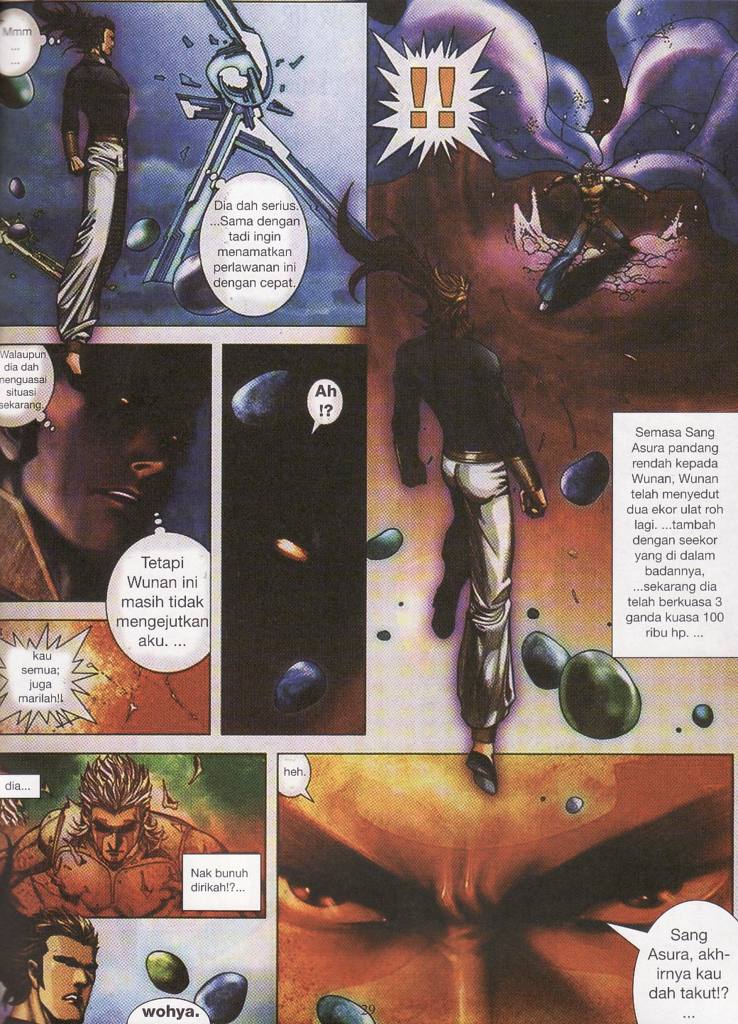 Mmm
...
...
Dia dah serius.
...Sama dengan
tadi ingin
menamatkan
perlawanan ini
dengan cepat.
!!
Walaupun
dia dah
menguasai
situasi
sekarang,
Ah
!?
Tetapi
Wunan ini
masih tidak
mengejutkan
aku. ...
Semasa Sang
Asura pandang
rendah kepada
Wunan, Wunan
telah menyedut
dua ekor ulat roh
lagi. ...tambah
dengan seekor
yang di dalam
badannya,
...sekarang dia
telah berkuasa 3
ganda kuasa 100
ribu hp. ...
kau
semua;
juga
marilah!!
dia...
Nak bunuh
dirikah!?...
wohya.
heh.
Sang
Asura, akh-
irnya kau
dah takut!?
...
29